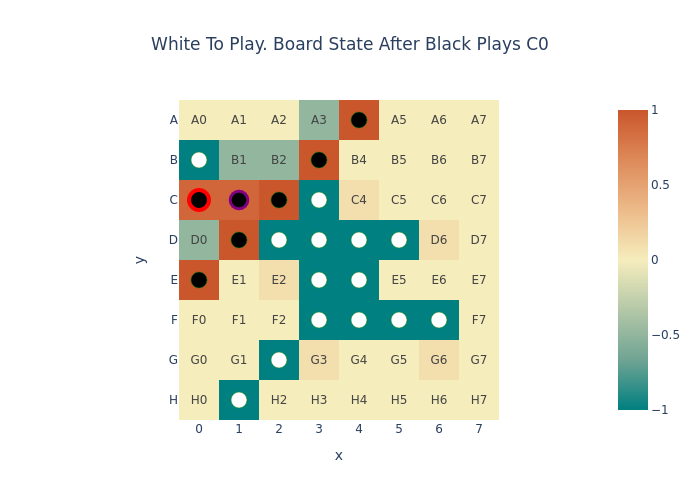 White To Play. Board State After Black Plays C0
A A0 A1 A2 A3 A5 A6 A7
B B1 B2 B4 B5 B6 B7
C C4 C5 C6 C7
D D0 D6 D7
E E1 E2 E5 E6 E7
F F0 F1 F2 F7
G G0 G1 G3 G4 G5 G6 G7
H H0 H2 H3 H4 H5 H6 H7
0 1 2 3 4 5 6 7
x
y
1
0.5
0
−0.5
−1